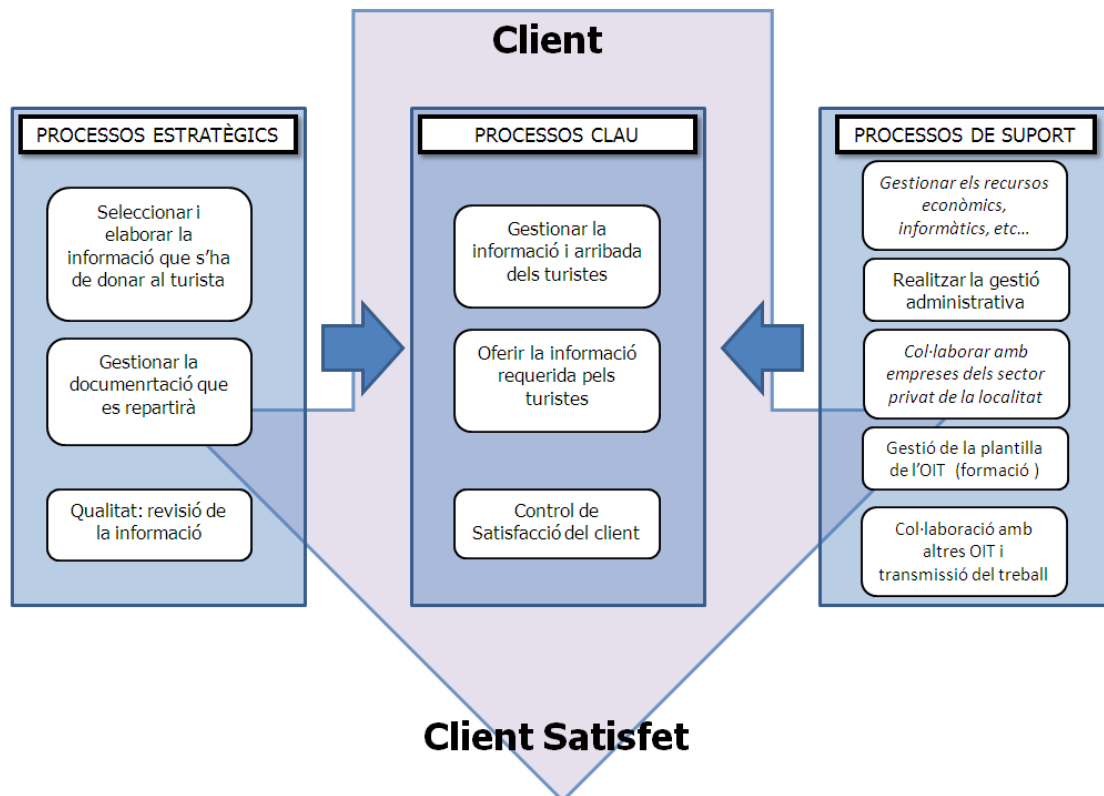 Client
PROCESSOS ESTRATÈGICS
Seleccionar i
elaborar la
informació que s’ha
de donar al turista
Gestionar la
documenrtació que
es repartirà
Qualitat: revisió de
la informació
PROCESSOS CLAU
Gestionar la
informació i arribada
dels turistes
Oferir la informació
requerida pels
turistes
Control de
Satisfacció del client
PROCESSOS DE SUPORT
Gestionar els recursos
econòmics,
informàtics, etc...
Realitzar la gestió
administrativa
Col·laborar amb
empreses dels sector
privat de la localitat
Gestió de la plantilla
de l’OIT (formació )
Col·laboració amb
altres OIT i
transmissió del treball
Client Satisfet